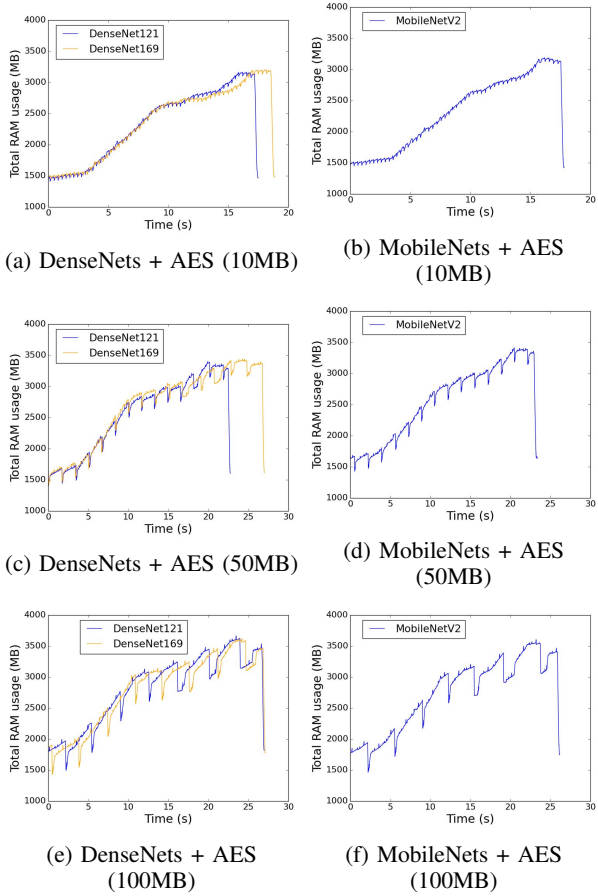 DenseNet121
DenseNet169
Total RAM usage (MB)
4000
3500
3000
2500
2000
1500
1000
0 5 10 15 20
Time (s)
(a) DenseNets + AES (10MB)
MobileNetV2
Total RAM usage (MB)
4000
3500
3000
2500
2000
1500
1000
0 5 10 15 20
Time (s)
(b) MobileNets + AES
(10MB)
DenseNet121
DenseNet169
Total RAM usage (MB)
4000
3500
3000
2500
2000
1500
1000
0 5 10 15 20 25 30
Time (s)
(c) DenseNets + AES (50MB)
MobileNetV2
Total RAM usage (MB)
4000
3500
3000
2500
2000
1500
1000
0 5 10 15 20 25 30
Time (s)
(d) MobileNets + AES
(50MB)
DenseNet121
DenseNet169
Total RAM usage (MB)
4000
3500
3000
2500
2000
1500
1000
0 5 10 15 20 25 30
Time (s)
(e) DenseNets + AES
(100MB)
MobileNetV2
Total RAM usage (MB)
4000
3500
3000
2500
2000
1500
1000
0 5 10 15 20 25 30
Time (s)
(f) MobileNets + AES
(100MB)